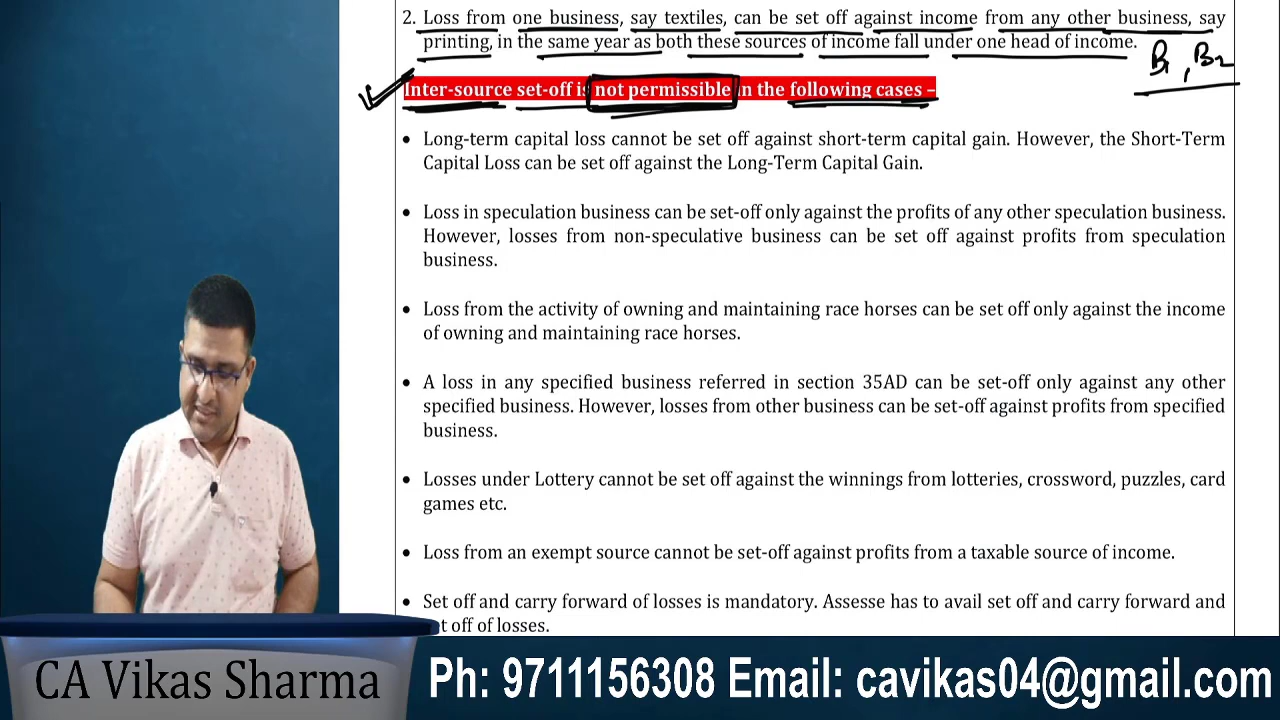 2. Loss from one business, say textiles, can be set off against income from any other business, say
printing, in the same year as both these sources of income fall under one head of income.
B1, B2
Inter-source set-off is not permissible in the following cases –
• Long-term capital loss cannot be set off against short-term capital gain. However, the Short-Term
Capital Loss can be set off against the Long-Term Capital Gain.
• Loss in speculation business can be set-off only against the profits of any other speculation business.
However, losses from non-speculative business can be set off against profits from speculation
business.
• Loss from the activity of owning and maintaining race horses can be set off only against the income
of owning and maintaining race horses.
• A loss in any specified business referred in section 35AD can be set-off only against any other
specified business. However, losses from other business can be set-off against profits from specified
business.
• Losses under Lottery cannot be set off against the winnings from lotteries, crossword, puzzles, card
games etc.
• Loss from an exempt source cannot be set-off against profits from a taxable source of income.
• Set off and carry forward of losses is mandatory. Assesse has to avail set off and carry forward and
t off of losses.
CA Vikas Sharma
Ph: 9711156308 Email: cavikas04@gmail.com